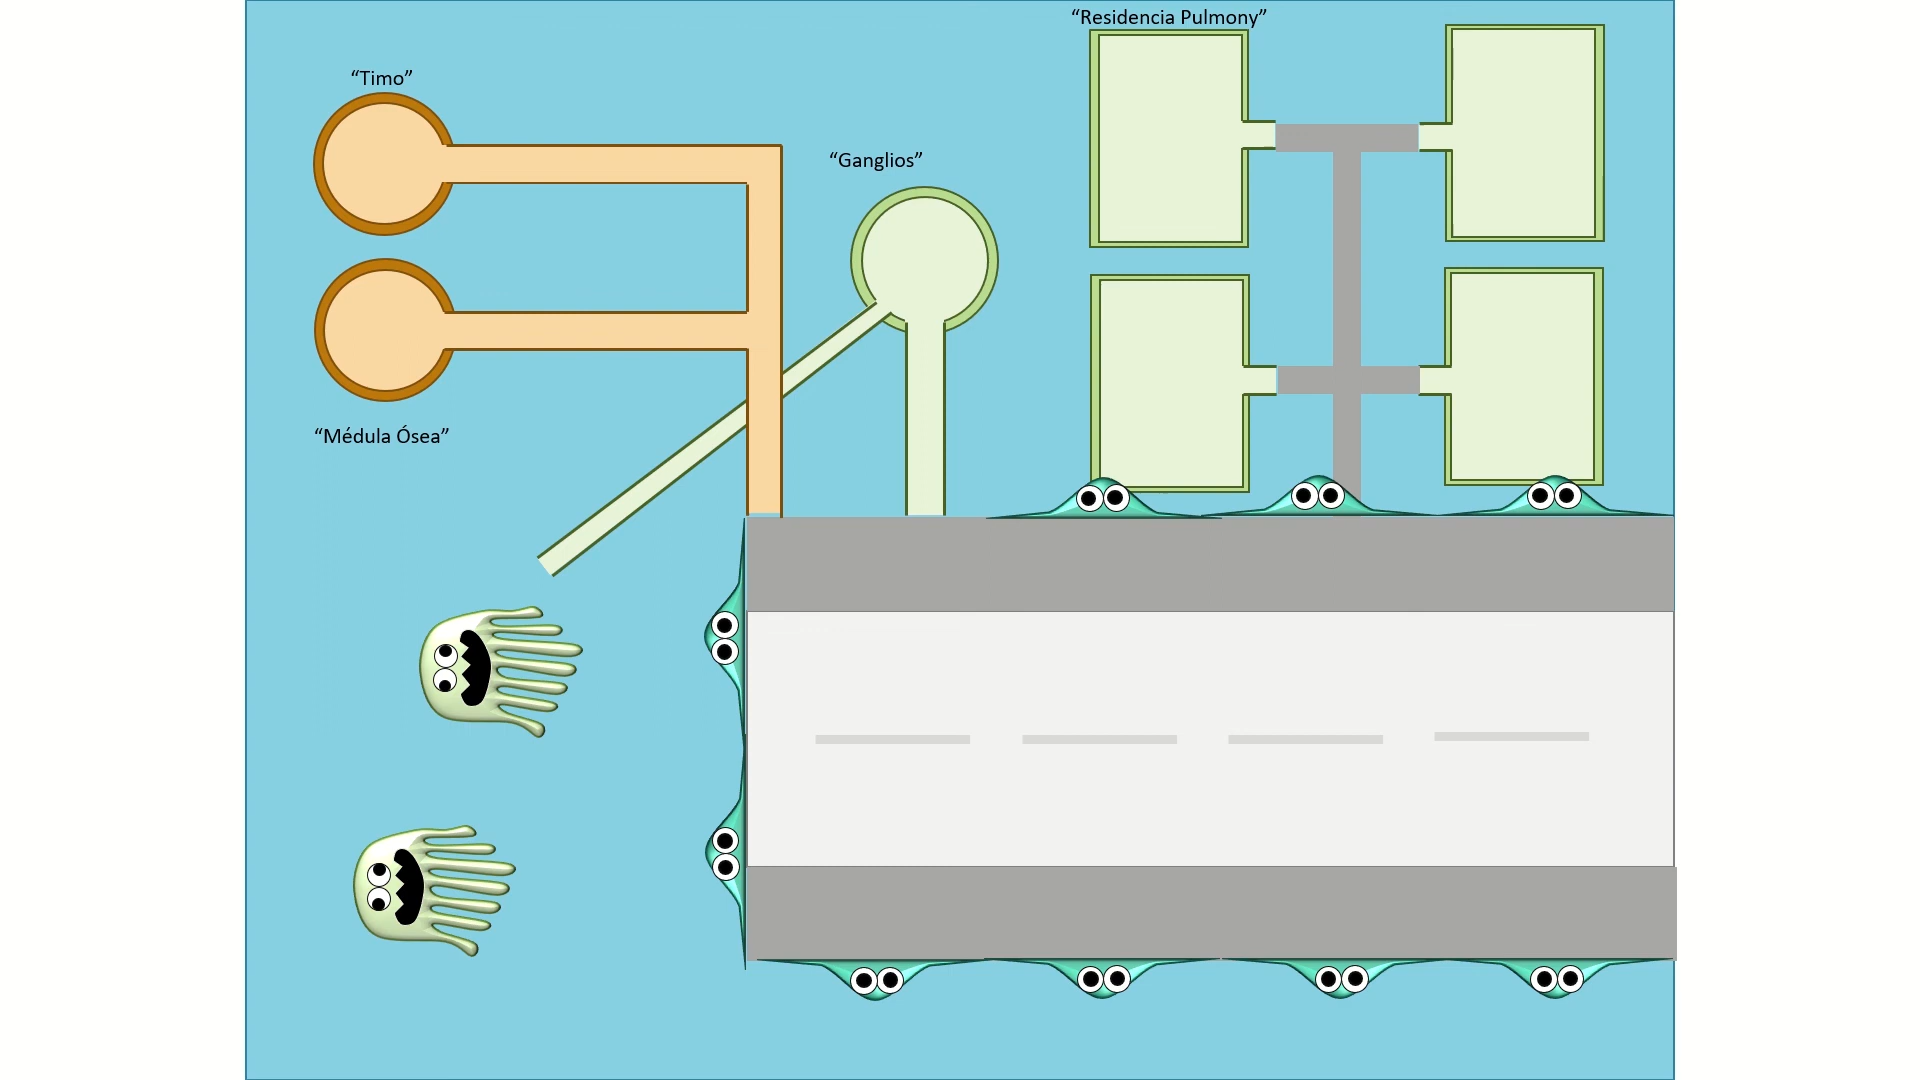 “Residencia Pulmony”
“Timo”
“Ganglios”
“Médula Ósea”